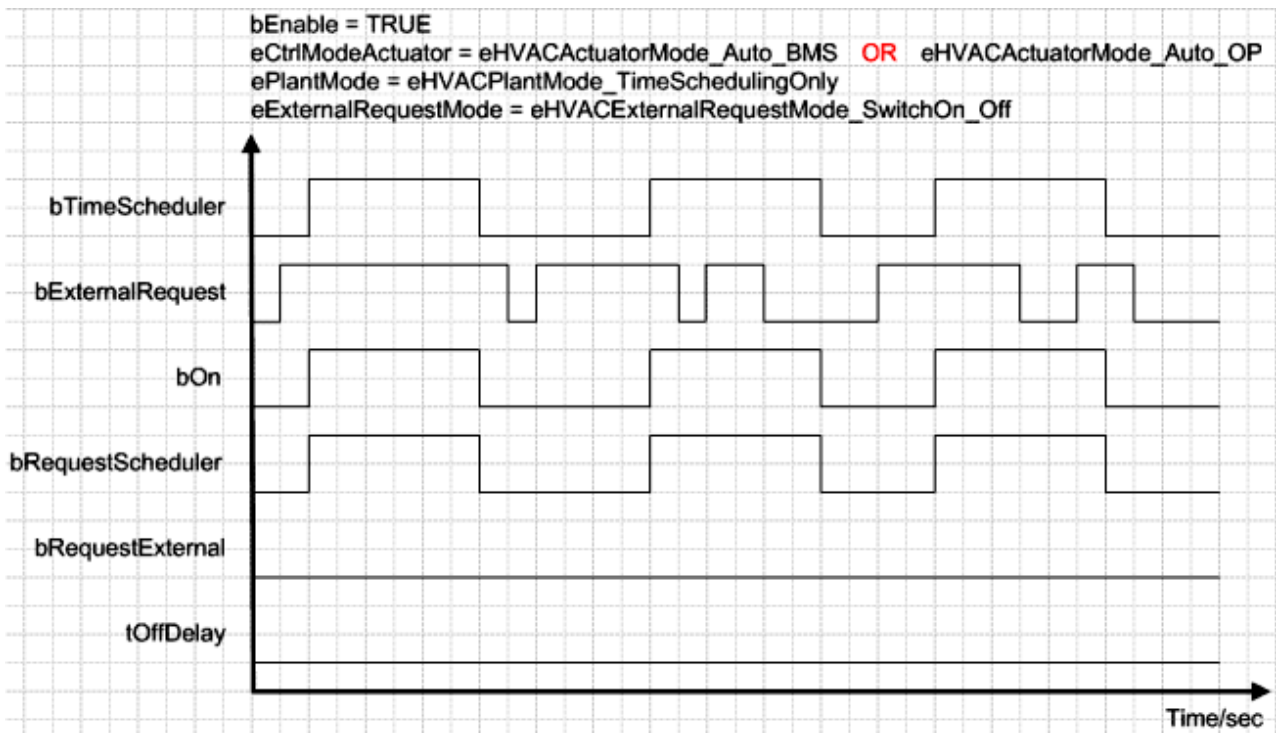 bEnable = TRUE
eCtrlModeActuator = eHVACActuatorMode_Auto_BMS OR eHVACActuatorMode_Auto_OP
ePlantMode = eHVACPlantMode_TimeSchedulingOnly
eExternalRequestMode = eHVACExternalRequestMode_SwitchOn_Off
bTimeScheduler
bExternalRequest
bOn
bRequestScheduler
bRequestExternal
tOffDelay
Time/sec